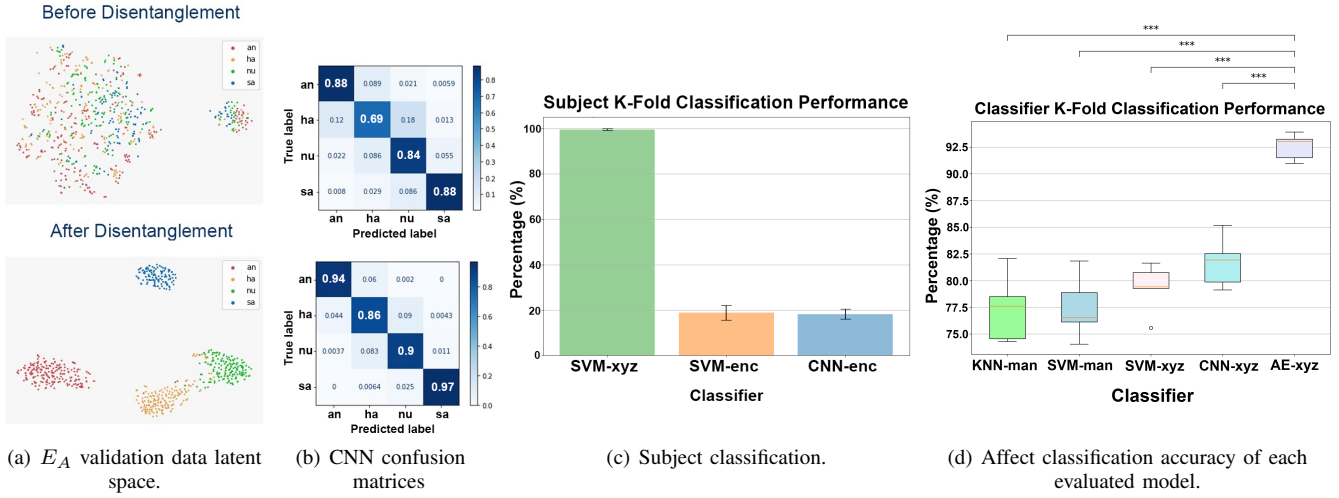 Before Disentanglement
an
ha
nu
sa
After Disentanglement
an
ha
nu
sa
(a) E_A validation data latent
space.
True label
an 0.88 0.089 0.021 0.0059
ha 0.12 0.69 0.18 0.013
nu 0.022 0.086 0.84 0.055
sa 0.008 0.029 0.086 0.88
an ha nu sa
Predicted label
0.8
0.7
0.6
0.5
0.4
0.3
0.2
0.1
True label
an 0.94 0.06 0.002 0
ha 0.044 0.86 0.09 0.0043
nu 0.0037 0.083 0.9 0.011
sa 0 0.0064 0.025 0.97
an ha nu sa
Predicted label
0.8
0.6
0.4
0.2
0.0
(b) CNN confusion
matrices
Subject K-Fold Classification Performance
Percentage (%)
100
80
60
40
20
0
SVM-xyz SVM-enc CNN-enc
Classifier
(c) Subject classification.
***
***
***
***
Classifier K-Fold Classification Performance
Percentage (%)
92.5
90.0
87.5
85.0
82.5
80.0
77.5
75.0
KNN-man SVM-man SVM-xyz CNN-xyz AE-xyz
Classifier
(d) Affect classification accuracy of each
evaluated model.